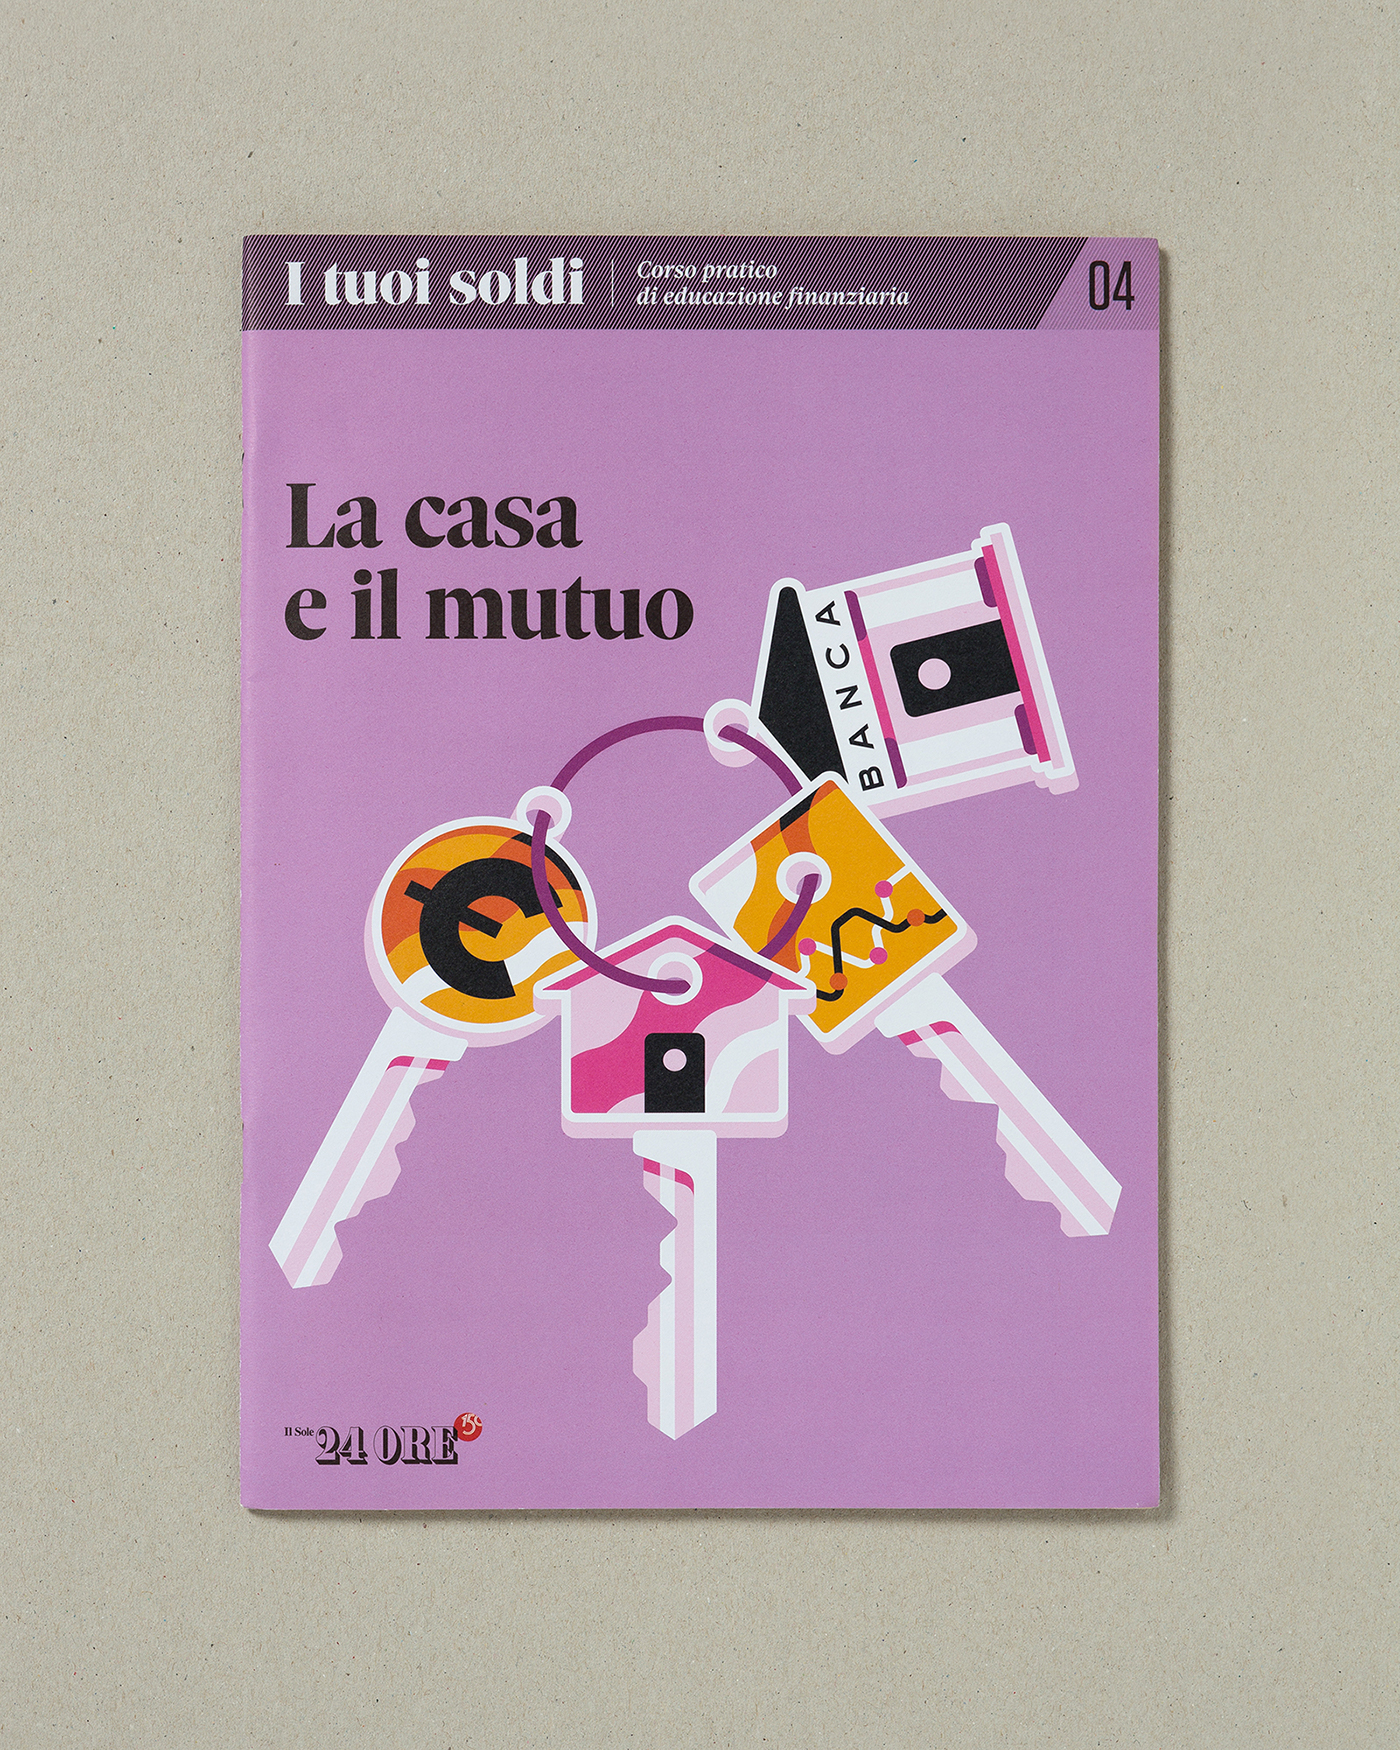 I tuoi soldi
Corso pratico
di educazione finanziaria
04
La casa
e il mutuo
BANCA
Il Sole
24 ORE
150